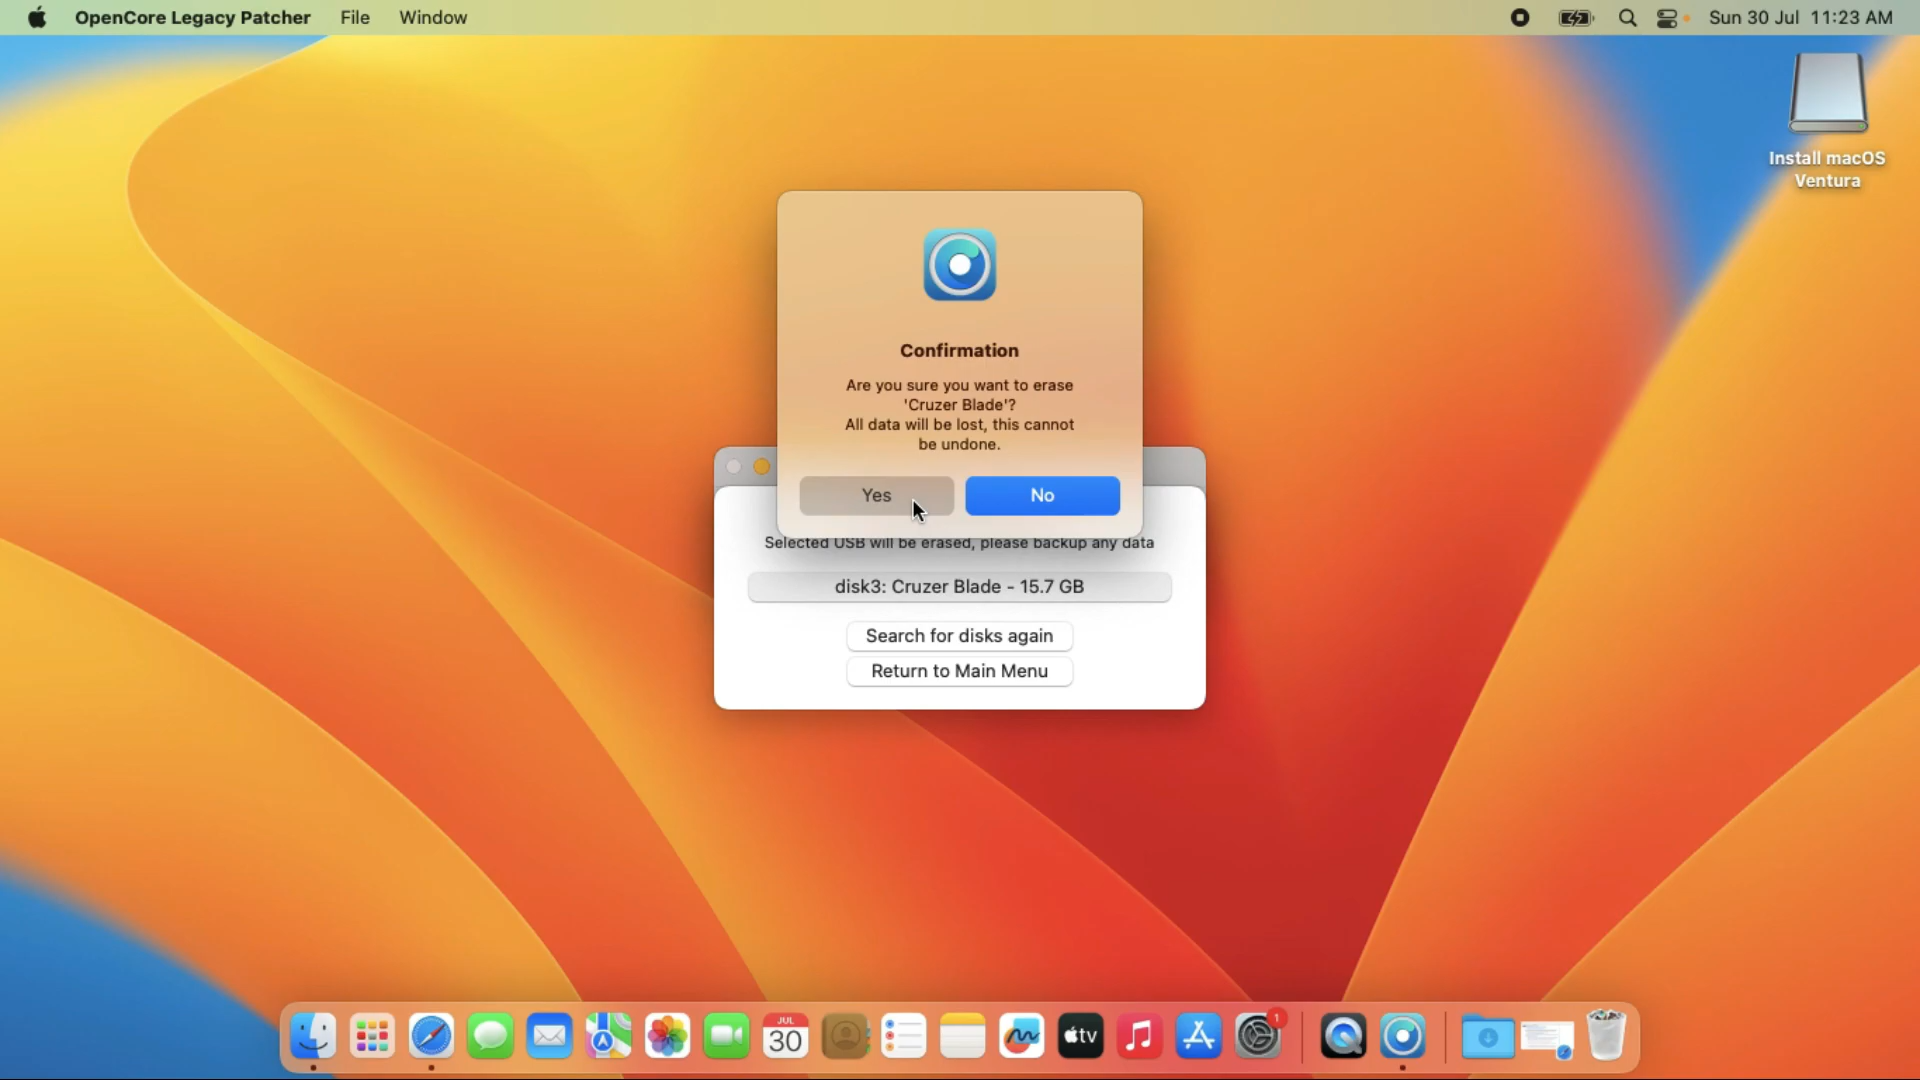 OpenCore Legacy Patcher File Window
Sun 30 Jul 11:23 AM
Install macOS
Ventura
Confirmation
Are you sure you want to erase
'Cruzer Blade'?
All data will be lost, this cannot
be undone.
Yes
No
Selected USB will be erased, please backup any data
disk3: Cruzer Blade - 15.7 GB
Search for disks again
Return to Main Menu
JUL
30
tv
1